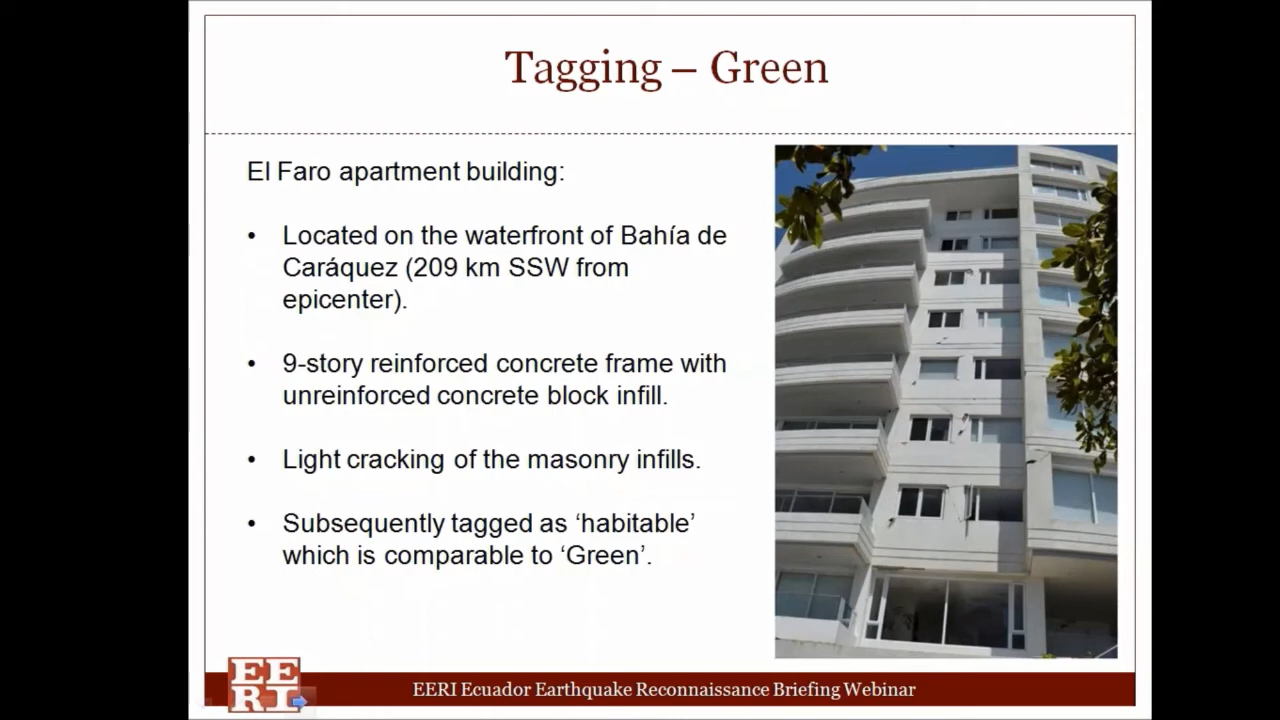 Tagging – Green
El Faro apartment building:
• Located on the waterfront of Bahía de
Caráquez (209 km SSW from
epicenter).
• 9-story reinforced concrete frame with
unreinforced concrete block infill.
• Light cracking of the masonry infills.
• Subsequently tagged as ‘habitable’
which is comparable to ‘Green’.
EE
RI
EERI Ecuador Earthquake Reconnaissance Briefing Webinar